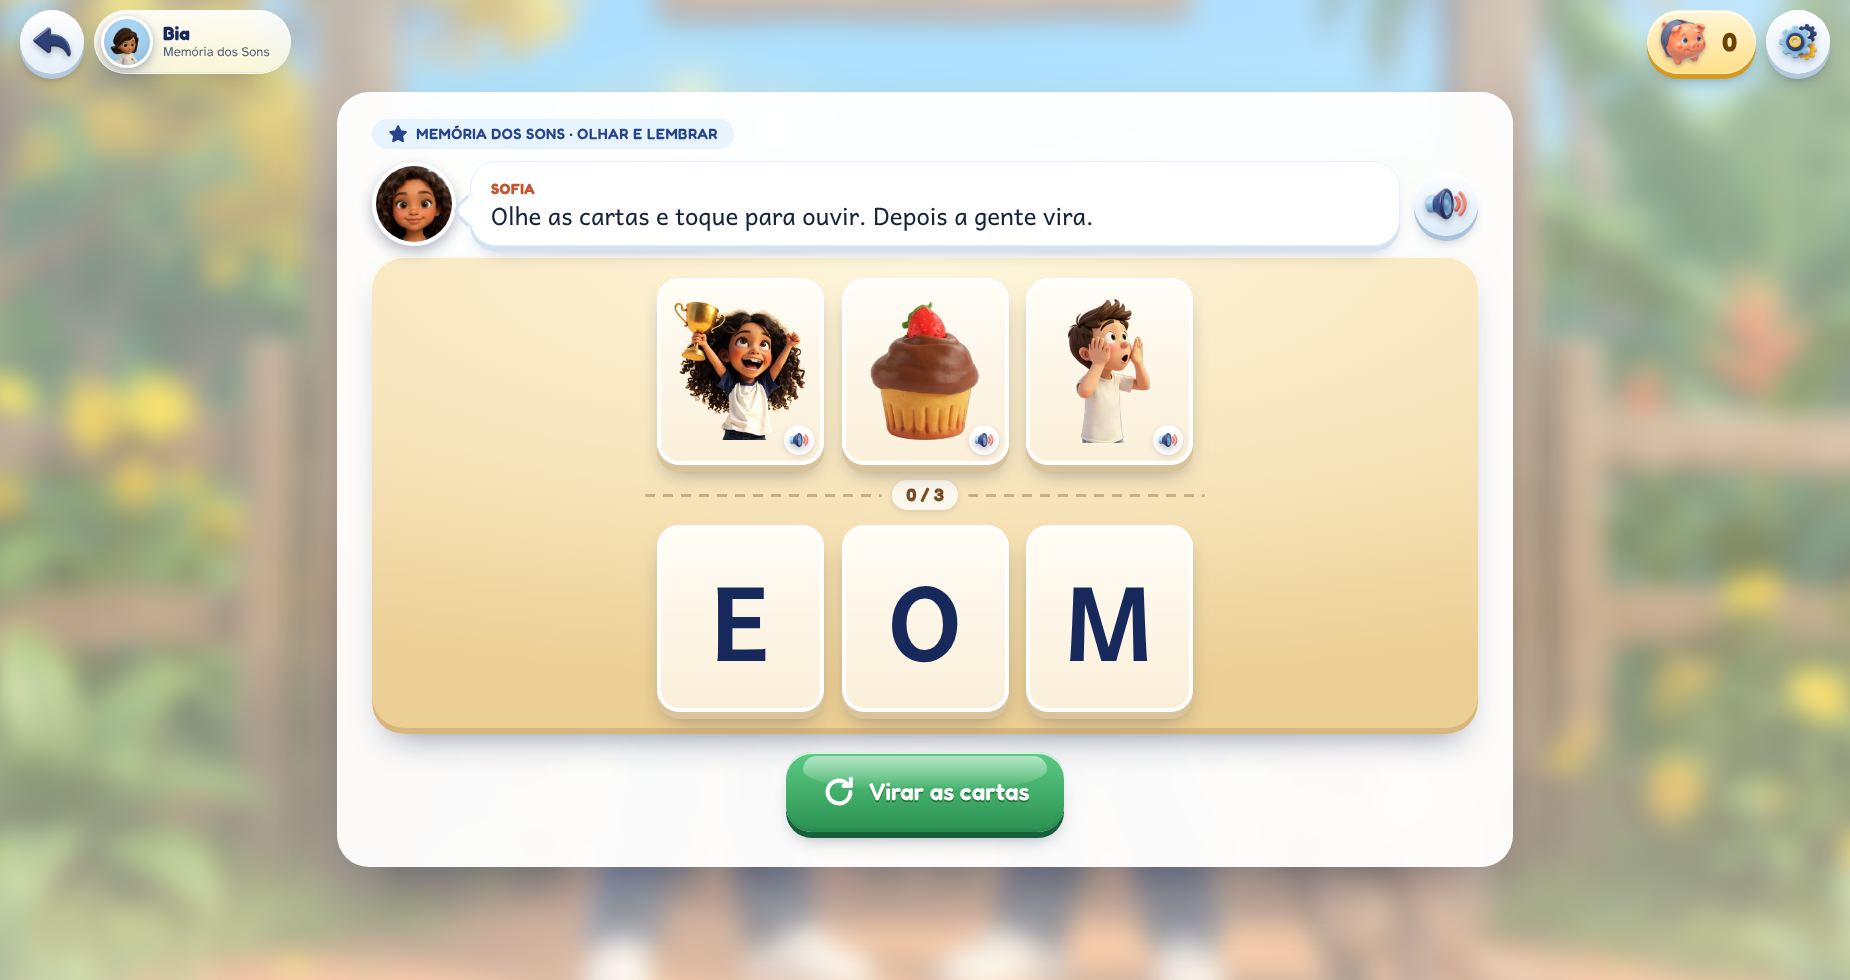 Bia
Memória dos Sons
0
MEMÓRIA DOS SONS · OLHAR E LEMBRAR
SOFIA
Olhe as cartas e toque para ouvir. Depois a gente vira.
0 / 3
E O M
Virar as cartas